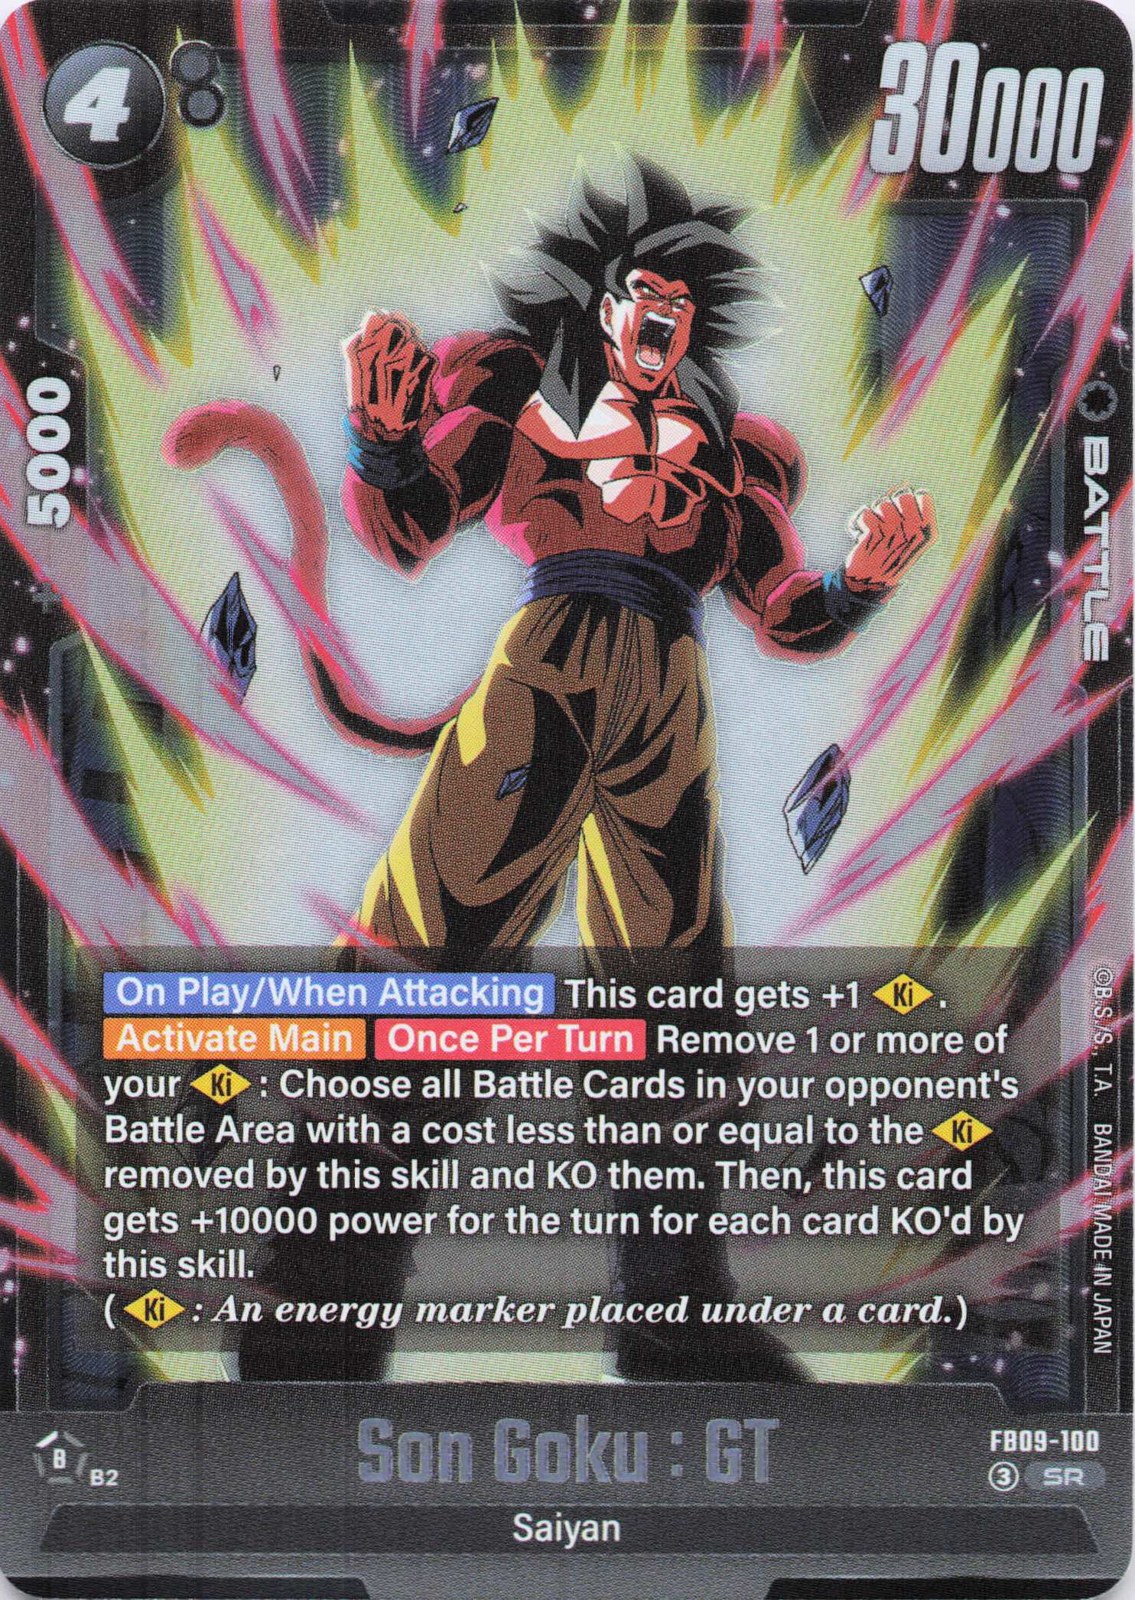 4
30000
5000
BATTLE
On Play/When Attacking This card gets +1 Ki.
Activate Main Once Per Turn Remove 1 or more of
your Ki : Choose all Battle Cards in your opponent's
Battle Area with a cost less than or equal to the Ki
removed by this skill and KO them. Then, this card
gets +10000 power for the turn for each card KO'd by
this skill.
( Ki : An energy marker placed under a card.)
©B.S./S., T.A. BANDAI MADE IN JAPAN
Son Goku : GT
FB09-100
B
B2
3 SR
Saiyan